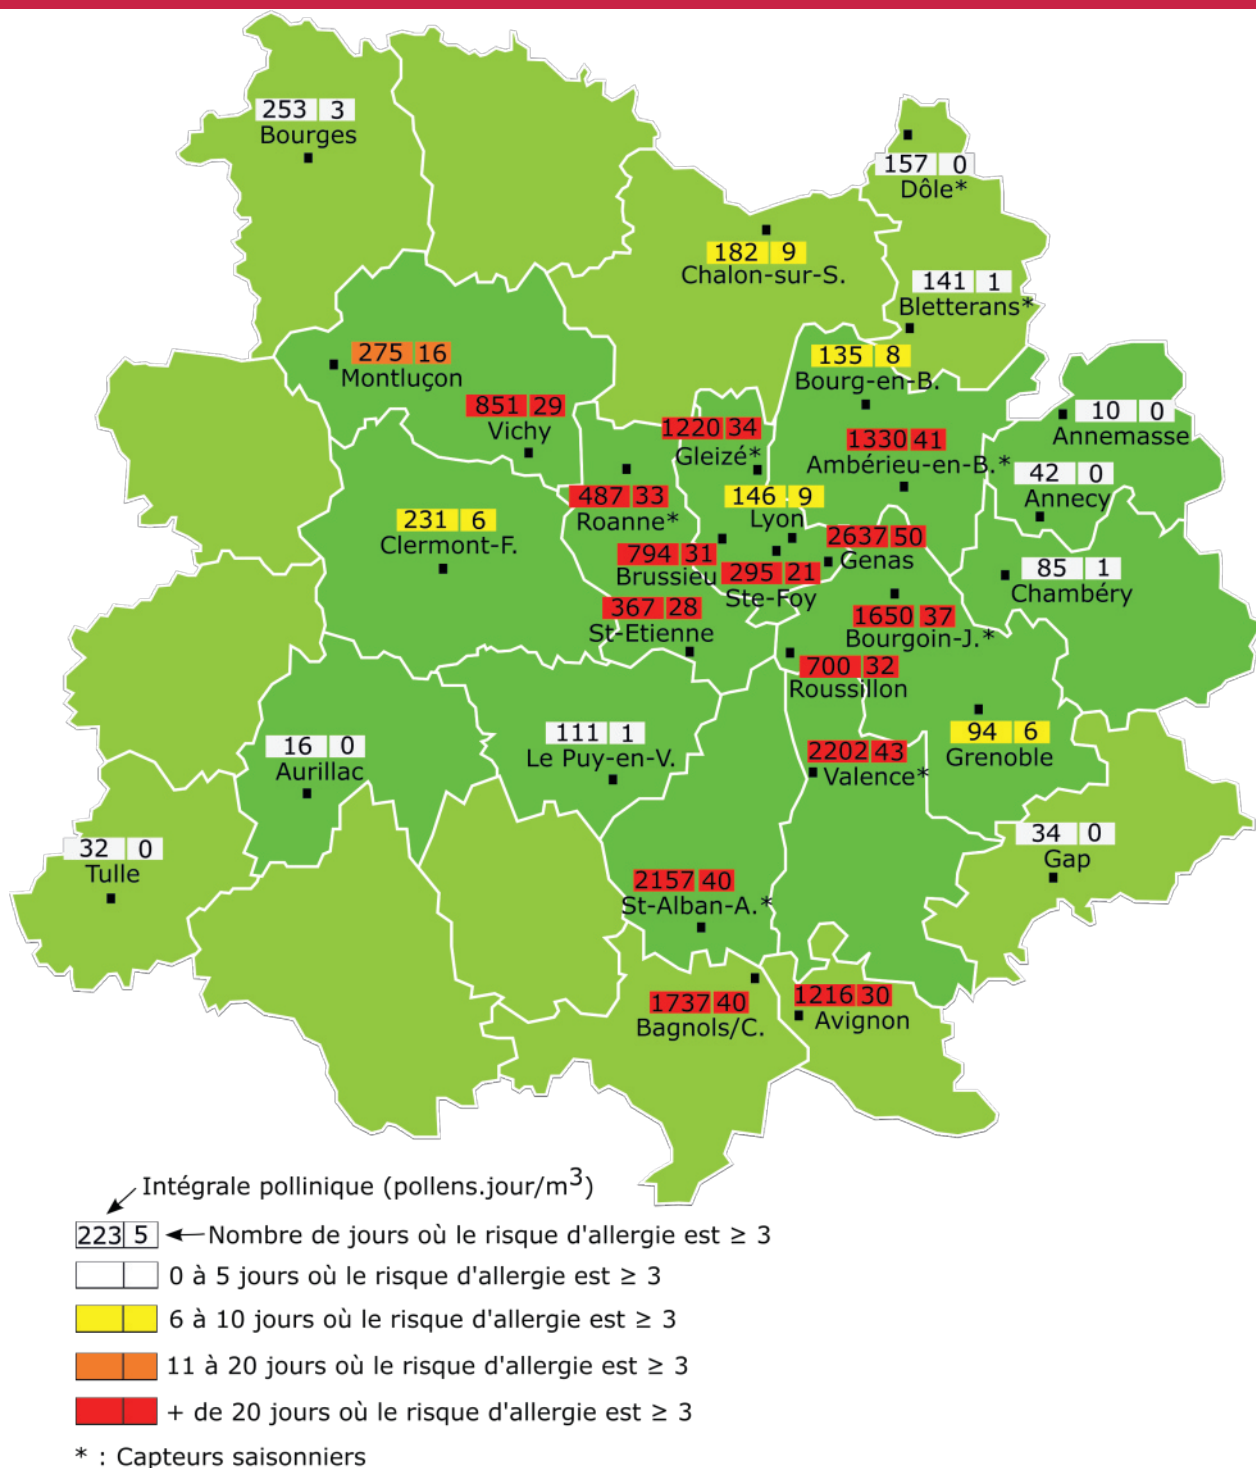 253 3
Bourges
157 0
Dôle*
182 9
Chalon-sur-S.
141 1
Bletterans*
275 16
Montluçon
135 8
Bourg-en-B.
851 29
Vichy
1220 34
Gleizé*
1330 41
Ambérieu-en-B.*
10 0
Annemasse
42 0
Annecy
487 33
Roanne*
146 9
Lyon
231 6
Clermont-F.
2637 50
Genas
794 31
Brussieu
295 21
Ste-Foy
85 1
Chambéry
367 28
St-Etienne
1650 37
Bourgoin-J.*
700 32
Roussillon
16 0
Aurillac
111 1
Le Puy-en-V.
94 6
Grenoble
2202 43
Valence*
32 0
Tulle
34 0
Gap
2157 40
St-Alban-A.*
1737 40
Bagnols/C.
1216 30
Avignon
Intégrale pollinique (pollens.jour/m³)
223 5 Nombre de jours où le risque d'allergie est ≥ 3
0 à 5 jours où le risque d'allergie est ≥ 3
6 à 10 jours où le risque d'allergie est ≥ 3
11 à 20 jours où le risque d'allergie est ≥ 3
+ de 20 jours où le risque d'allergie est ≥ 3
* : Capteurs saisonniers